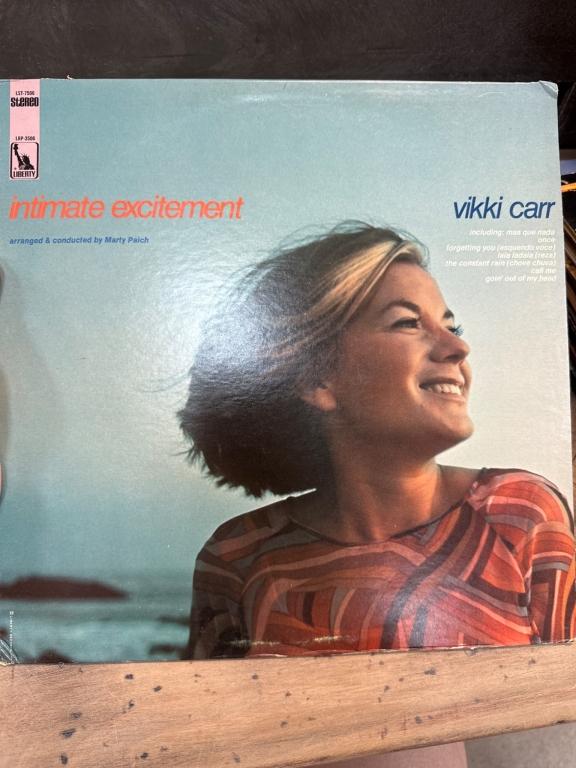 LST-7506
STEREO
LRP-3506
LIBERTY
intimate excitement
vikki carr
arranged & conducted by Marty Paich
including: mas que nada
once
forgetting you (esquendo voce)
laia ladaia (reza)
the constant rain (chove chuva)
call me
goin' out of my head